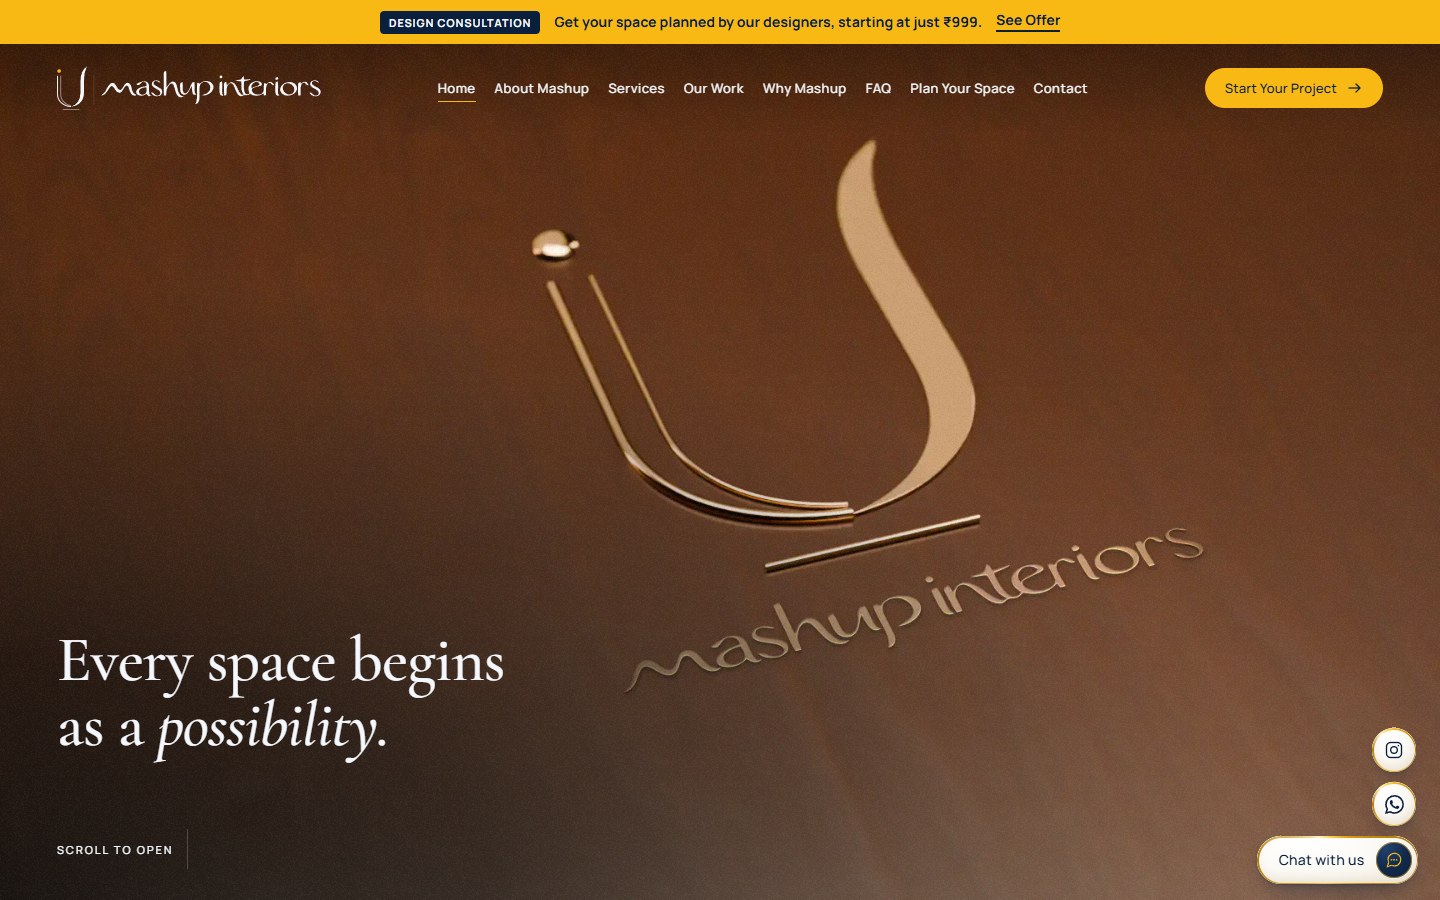 DESIGN CONSULTATION Get your space planned by our designers, starting at just ₹999. See Offer
mashup interiors Home About Mashup Services Our Work Why Mashup FAQ Plan Your Space Contact Start Your Project
mashup interiors
Every space begins
as a possibility.
SCROLL TO OPEN
Chat with us